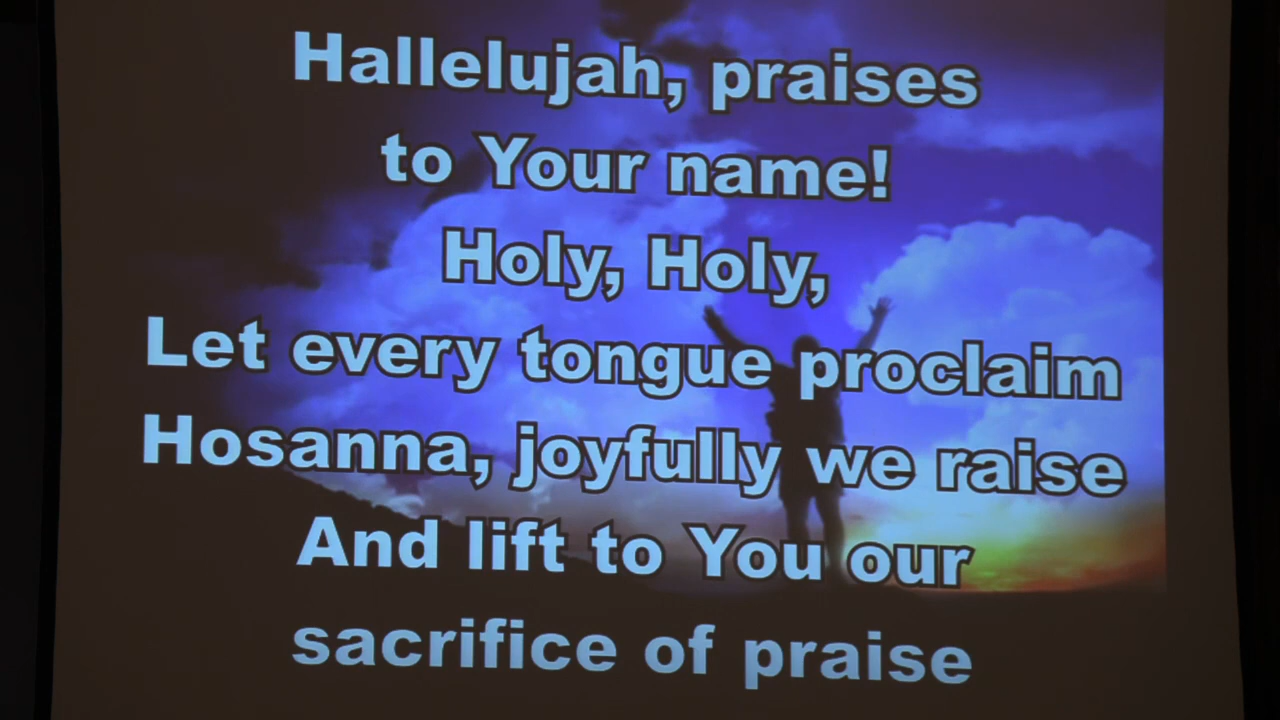 Hallelujah, praises
to Your name!
Holy, Holy,
Let every tongue proclaim
Hosanna, joyfully we raise
And lift to You our
sacrifice of praise